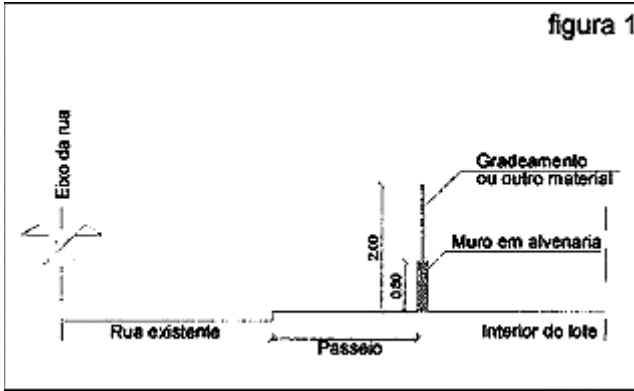 figura 1
Eixo da rua
Gradeamento
ou outro material
2.00
0.80
Muro em alvenaria
Rua existente
Passeio
Interior do lote